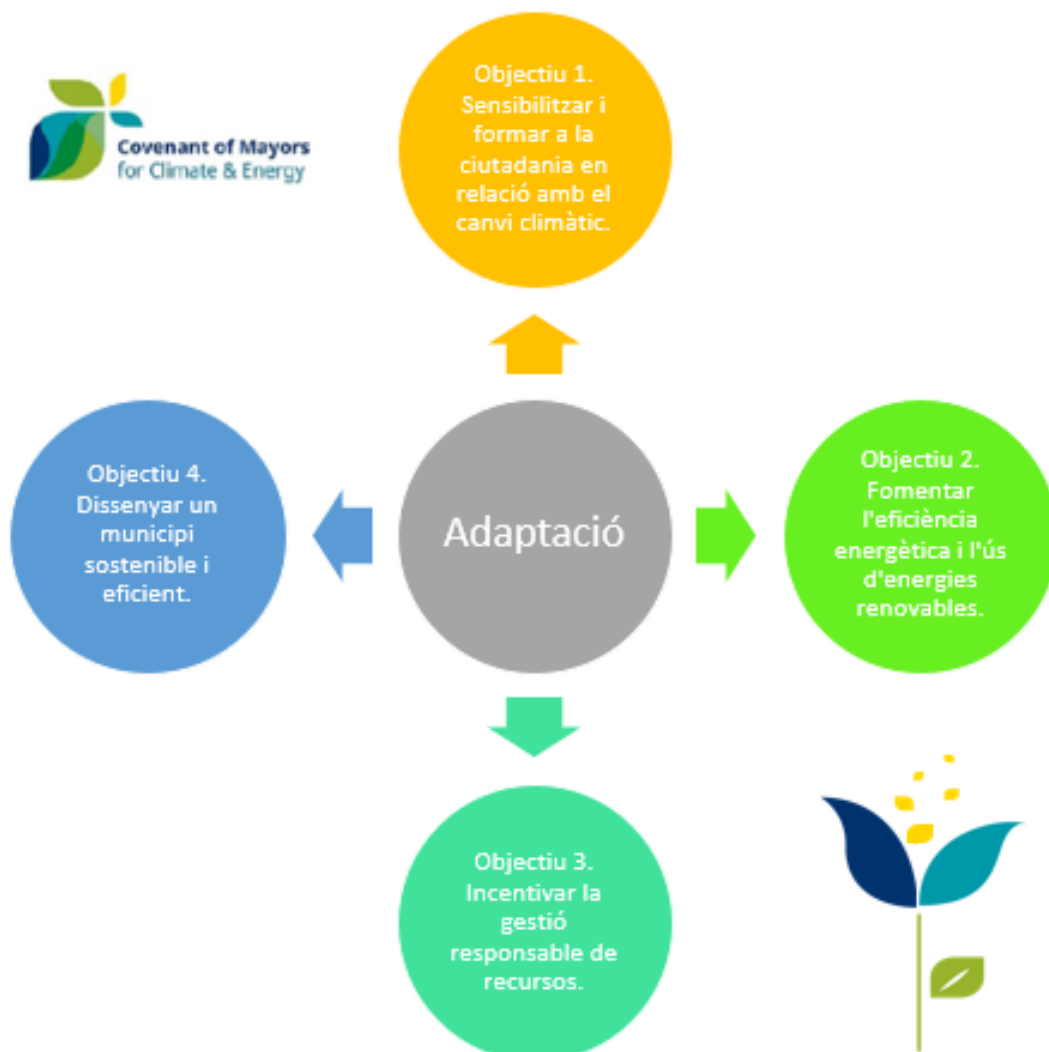 Covenant of Mayors
for Climate & Energy
Objectiu 1.
Sensibilitzar i
formar a la
ciutadania en
relació amb el
canvi climàtic.
Objectiu 4.
Dissenyar un
municipi
sostenible i
eficient.
Adaptació
Objectiu 2.
Fomentar
l'eficiència
energètica i l'ús
d'energies
renovables.
Objectiu 3.
Incentivar la
gestió
responsable de
recursos.